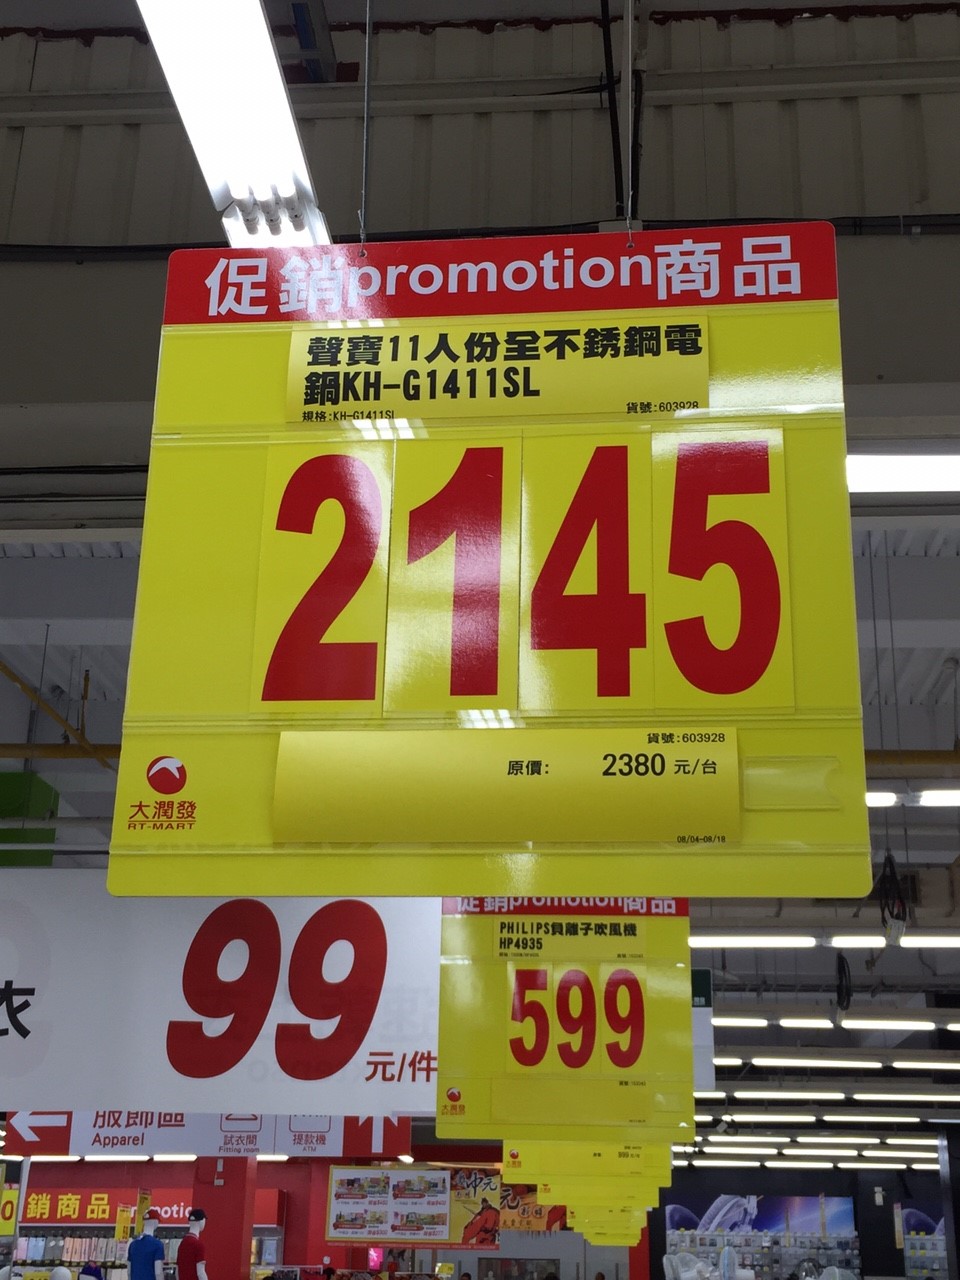 促銷promotion商品
聲寶11人份全不銹鋼電
鍋KH-G1411SL
規格:KH-G1411SL
貨號:603928
2145
貨號:603928
原價: 2380 元/台
大潤發
RT-MART
08/04-08/18
衣
99
元/件
促銷promotion商品
PHILIPS負離子吹風機
HP4935
599
大潤發
服飾區
Apparel
試衣間
Fitting room
提款機
ATM
銷商品
promotio